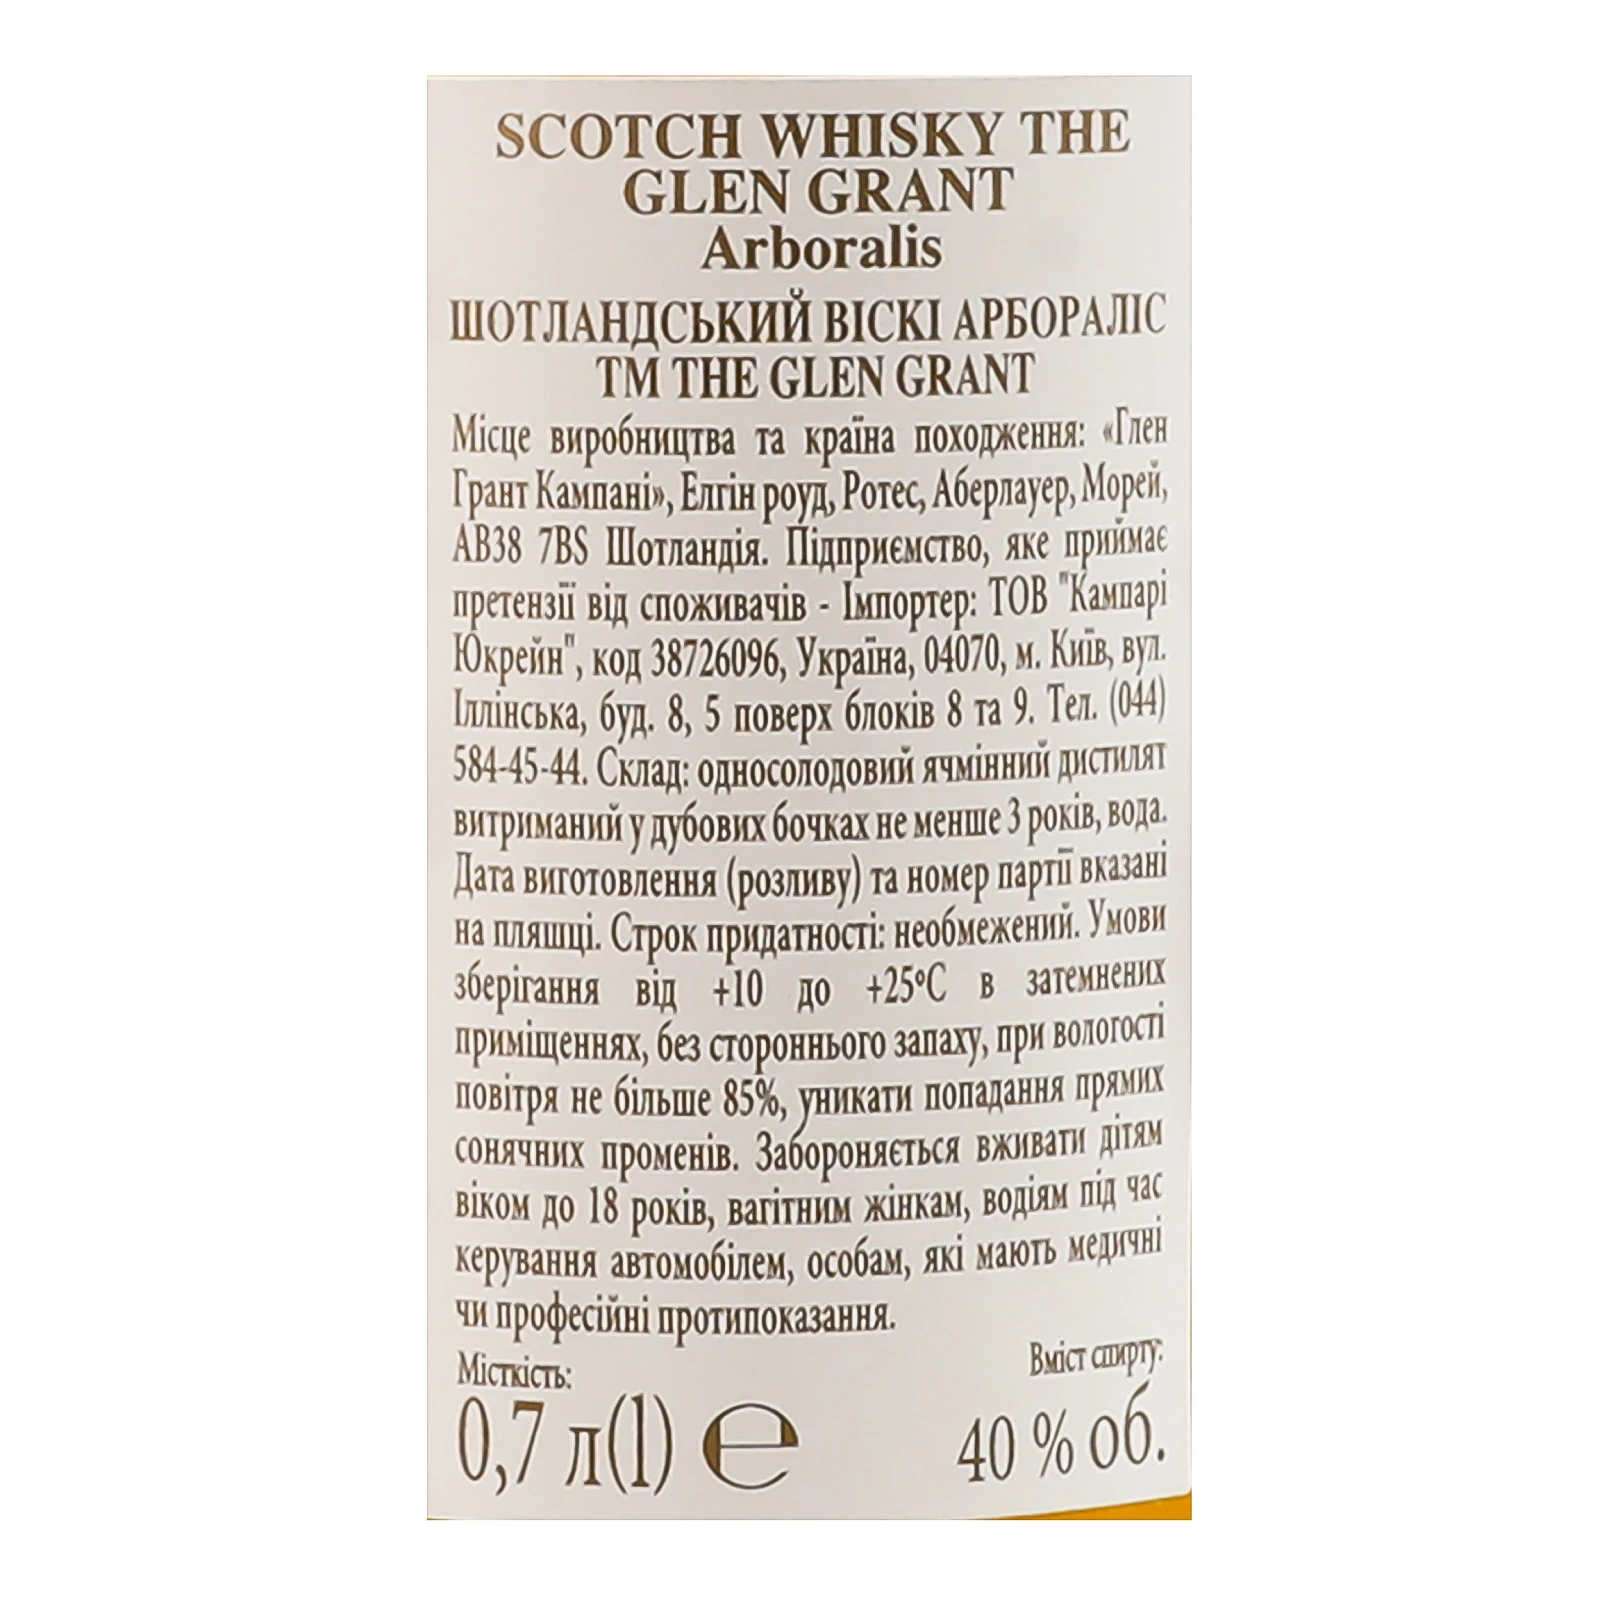 SCOTCH WHISKY THE
GLEN GRANT
Arboralis
ШОТЛАНДСЬКИЙ ВІСКІ АРБОРАЛІС
ТМ THE GLEN GRANT
Місце виробництва та країна походження: «Глен
Грант Кампані», Елгін роуд, Ротес, Аберлауер, Морей,
AB38 7BS Шотландія. Підприємство, яке приймає
претензії від споживачів - Імпортер: ТОВ "Кампарі
Юкрейн", код 38726096, Україна, 04070, м. Київ, вул.
Іллінська, буд. 8, 5 поверх блоків 8 та 9. Тел. (044)
584-45-44. Склад: односолодовий ячмінний дистилят
витриманий у дубових бочках не менше 3 років, вода.
Дата виготовлення (розливу) та номер партії вказані
на пляшці. Строк придатності: необмежений. Умови
зберігання від +10 до +25ºС в затемнених
приміщеннях, без стороннього запаху, при вологості
повітря не більше 85%, уникати попадання прямих
сонячних променів. Забороняється вживати дітям
віком до 18 років, вагітним жінкам, водіям під час
керування автомобілем, особам, які мають медичні
чи професійні протипоказання.
Місткість: Вміст спирту:
0,7 л(l) ℮ 40 % об.